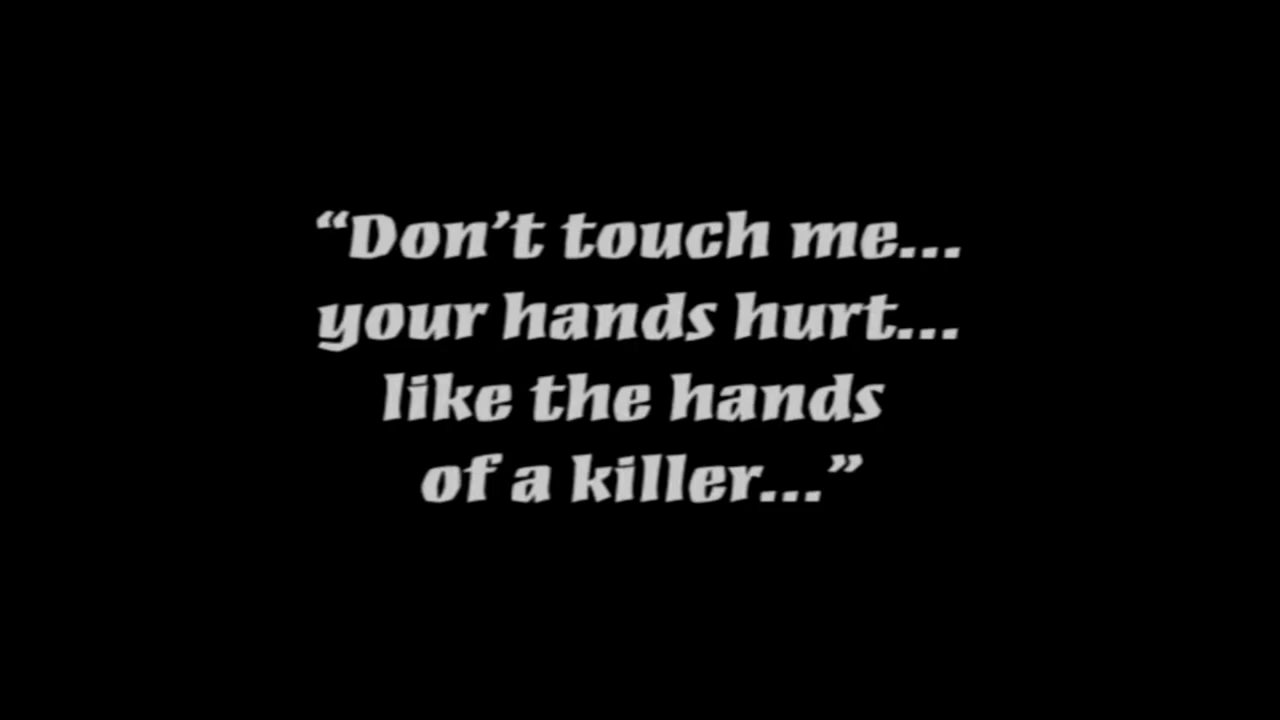 “Don’t touch me...
your hands hurt...
like the hands
of a killer...”